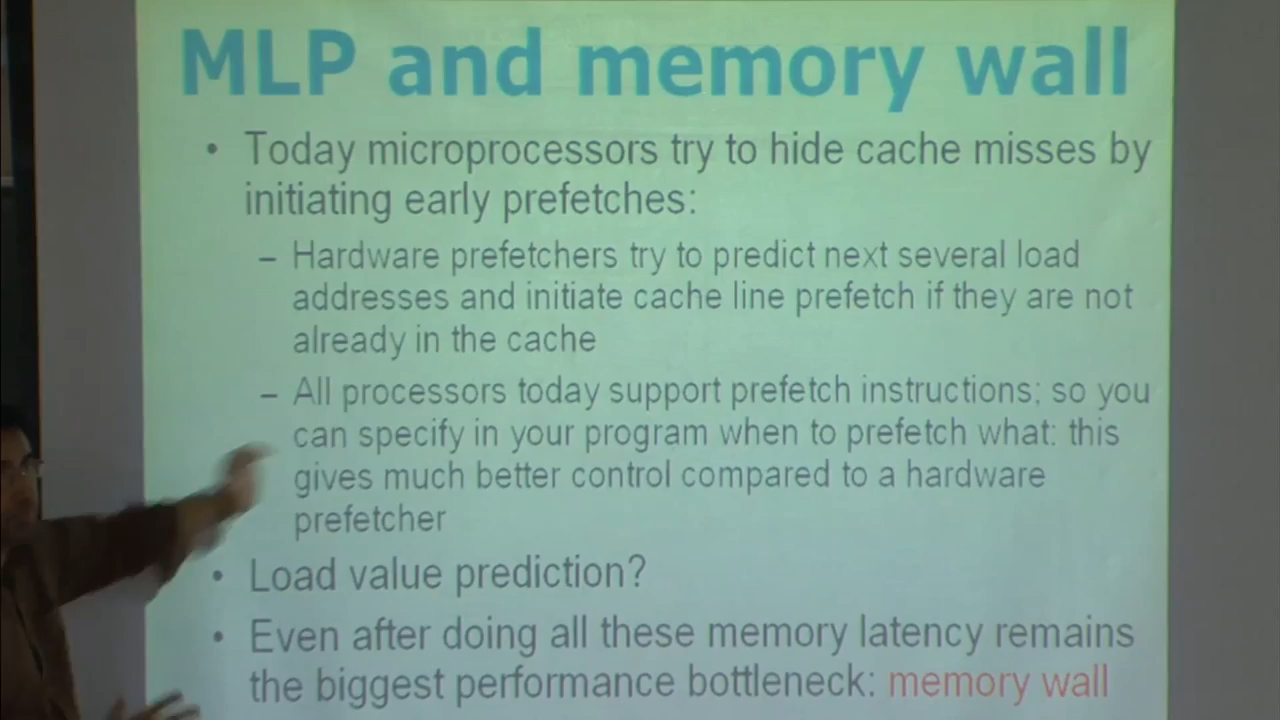 MLP and memory wall
• Today microprocessors try to hide cache misses by
initiating early prefetches:
– Hardware prefetchers try to predict next several load
addresses and initiate cache line prefetch if they are not
already in the cache
– All processors today support prefetch instructions; so you
can specify in your program when to prefetch what: this
gives much better control compared to a hardware
prefetcher
• Load value prediction?
• Even after doing all these memory latency remains
the biggest performance bottleneck: memory wall